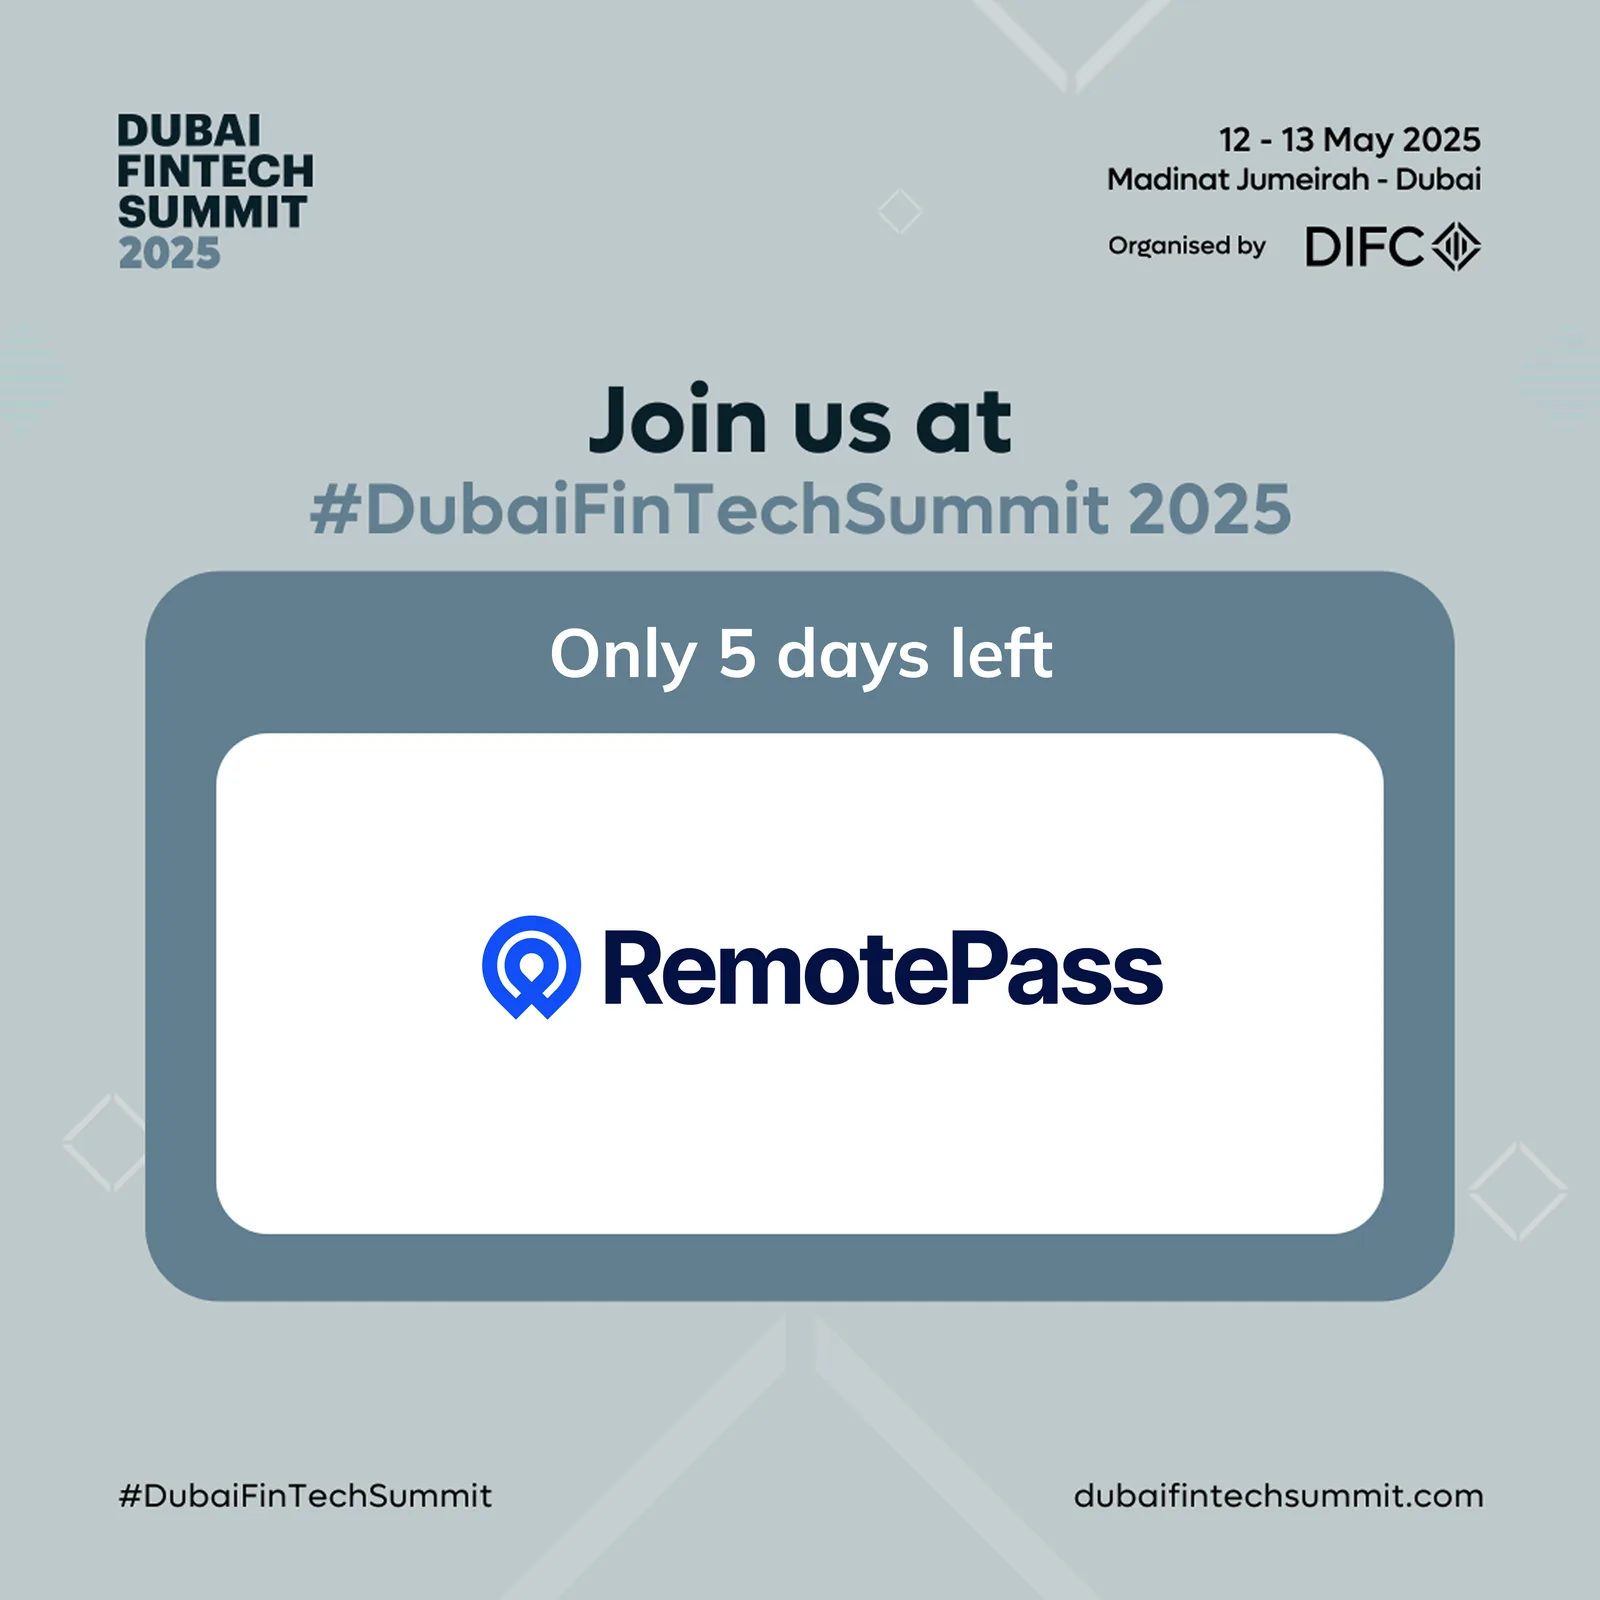 DUBAI
FINTECH
SUMMIT
2025
12 - 13 May 2025
Madinat Jumeirah - Dubai
Organised by DIFC
Join us at
#DubaiFinTechSummit 2025
Only 5 days left
RemotePass
#DubaiFinTechSummit
dubaifintechsummit.com